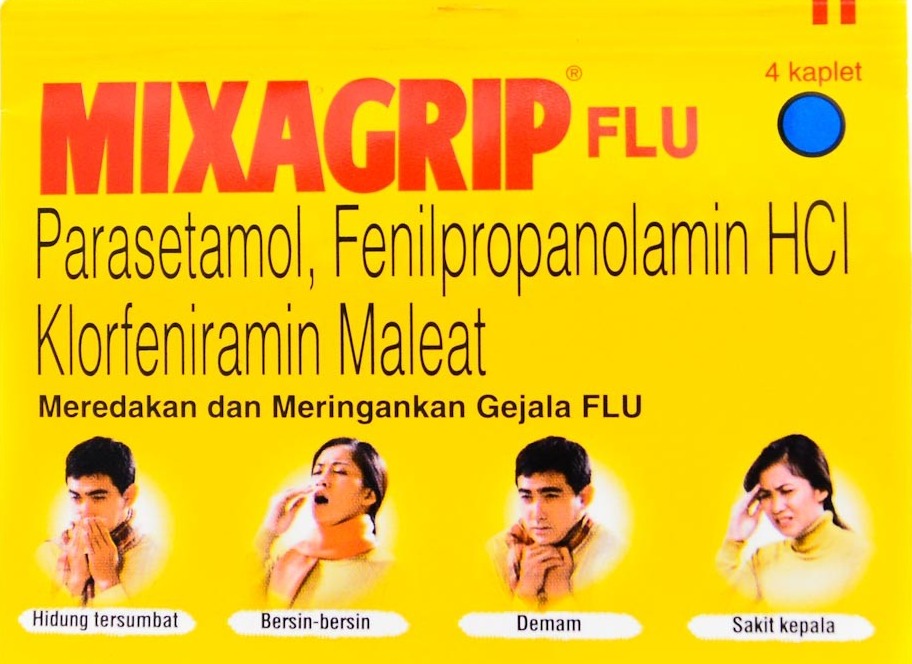 MIXAGRIP® FLU
4 kaplet
Parasetamol, Fenilpropanolamin HCl
Klorfeniramin Maleat
Meredakan dan Meringankan Gejala FLU
Hidung tersumbat
Bersin-bersin
Demam
Sakit kepala